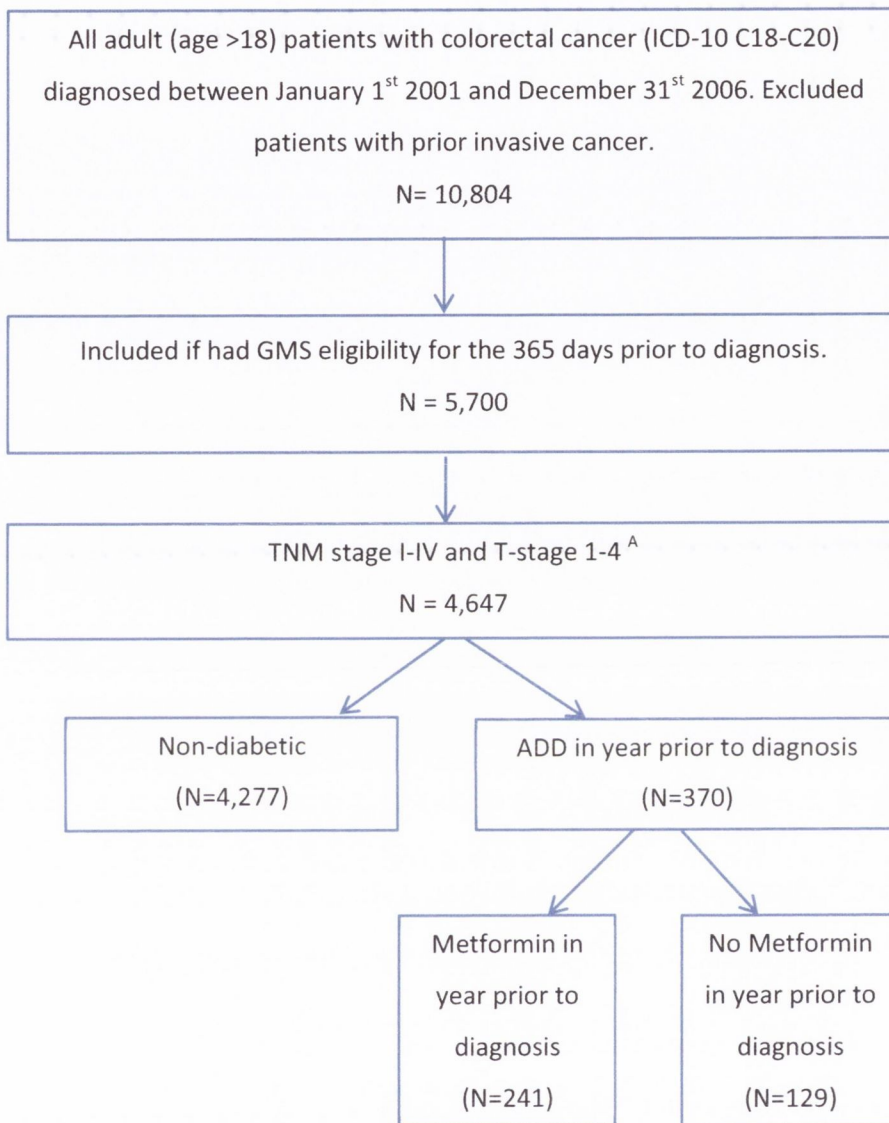 All adult (age >18) patients with colorectal cancer (ICD-10 C18-C20)
diagnosed between January 1st 2001 and December 31st 2006. Excluded
patients with prior invasive cancer.
N= 10,804
Included if had GMS eligibility for the 365 days prior to diagnosis.
N = 5,700
TNM stage I-IV and T-stage 1-4 A
N = 4,647
Non-diabetic
(N=4,277)
ADD in year prior to diagnosis
(N=370)
Metformin in
year prior to
diagnosis
(N=241)
No Metformin
in year prior to
diagnosis
(N=129)